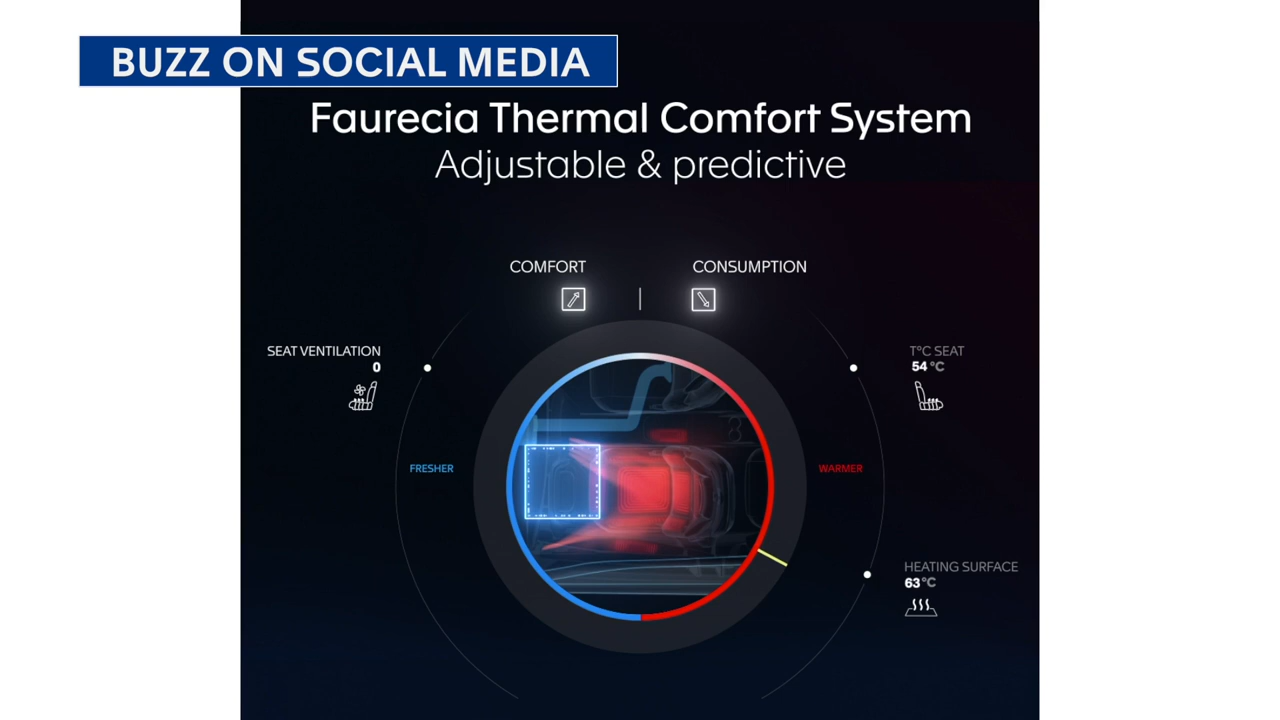 BUZZ ON SOCIAL MEDIA
Faurecia Thermal Comfort System
Adjustable & predictive
COMFORT
CONSUMPTION
SEAT VENTILATION
0
T°C SEAT
54 °C
FRESHER
WARMER
HEATING SURFACE
63°C